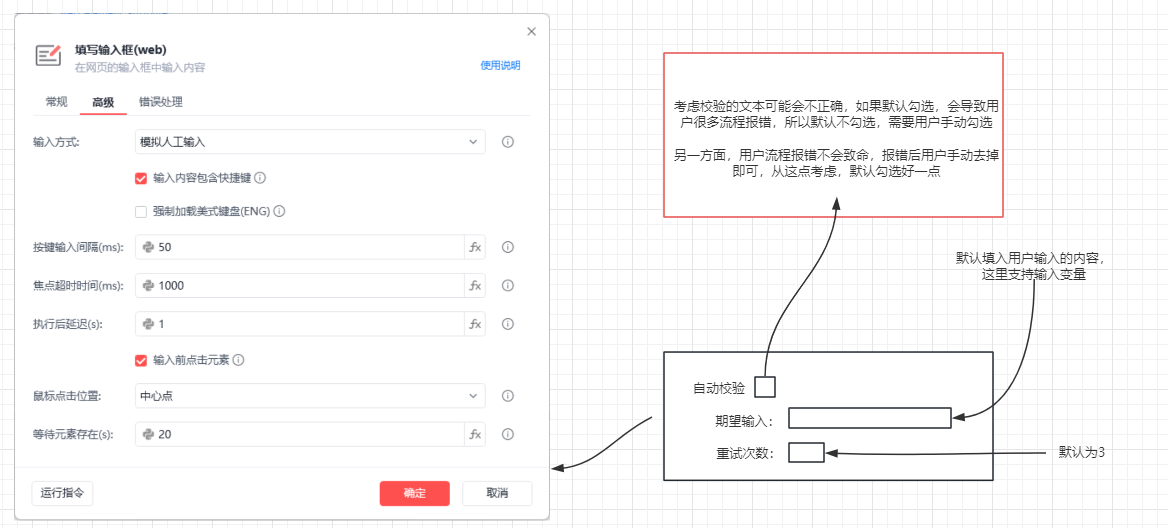 填写输入框(web)
在网页的输入框中输入内容
使用说明
常规 高级 错误处理
输入方式: 模拟人工输入
输入内容包含快捷键
强制加载美式键盘(ENG)
按键输入间隔(ms): 50 fx
焦点超时时间(ms): 1000 fx
执行后延迟(s): 1 fx
输入前点击元素
鼠标点击位置: 中心点
等待元素存在(s): 20 fx
运行指令 确定 取消
考虑校验的文本可能会不正确，如果默认勾选，会导致用
户很多流程报错，所以默认不勾选，需要用户手动勾选
另一方面，用户流程报错不会致命，报错后用户手动去掉
即可，从这点考虑，默认勾选好一点
默认填入用户输入的内容，
这里支持输入变量
自动校验
期望输入：
重试次数：
默认为3